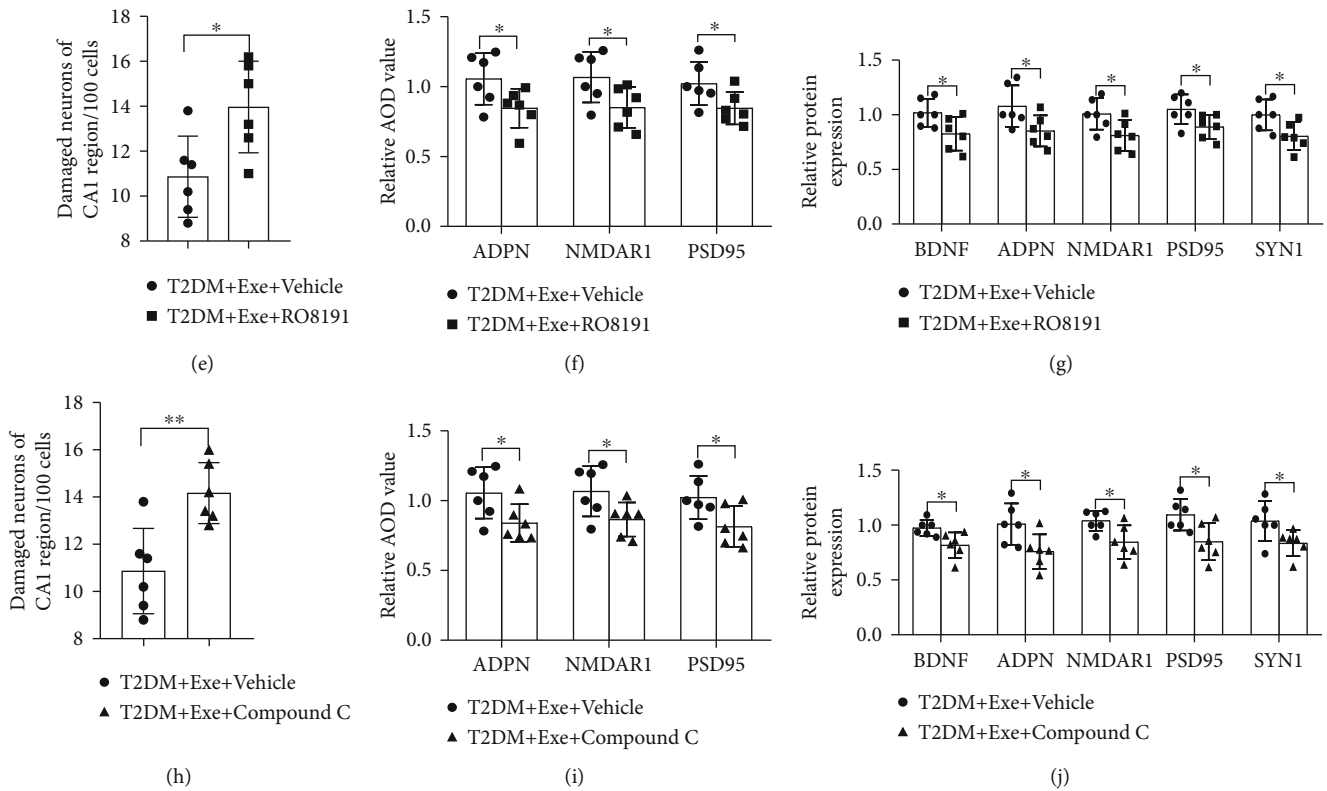 Damaged neurons of
CA1 region/100 cells
18
16
14
12
10
8
*
T2DM+Exe+Vehicle
T2DM+Exe+RO8191
(e)
Relative AOD value
1.5
1.0
0.5
1.0
* * *
ADPN NMDAR1 PSD95
T2DM+Exe+Vehicle
T2DM+Exe+RO8191
(f)
Relative protein
expression
1.5
1.0
0.5
0.0
* * * * *
BDNF ADPN NMDAR1 PSD95 SYN1
T2DM+Exe+Vehicle
T2DM+Exe+RO8191
(g)
Damaged neurons of
CA1 region/100 cells
18
16
14
12
10
8
**
T2DM+Exe+Vehicle
T2DM+Exe+Compound C
(h)
Relative AOD value
1.5
1.0
0.5
0.0
* * *
ADPN NMDAR1 PSD95
T2DM+Exe+Vehicle
T2DM+Exe+Compound C
(i)
Relative protein
expression
1.5
1.0
0.5
0.0
* * * * *
BDNF ADPN NMDAR1 PSD95 SYN1
T2DM+Exe+Vehicle
T2DM+Exe+Compound C
(j)